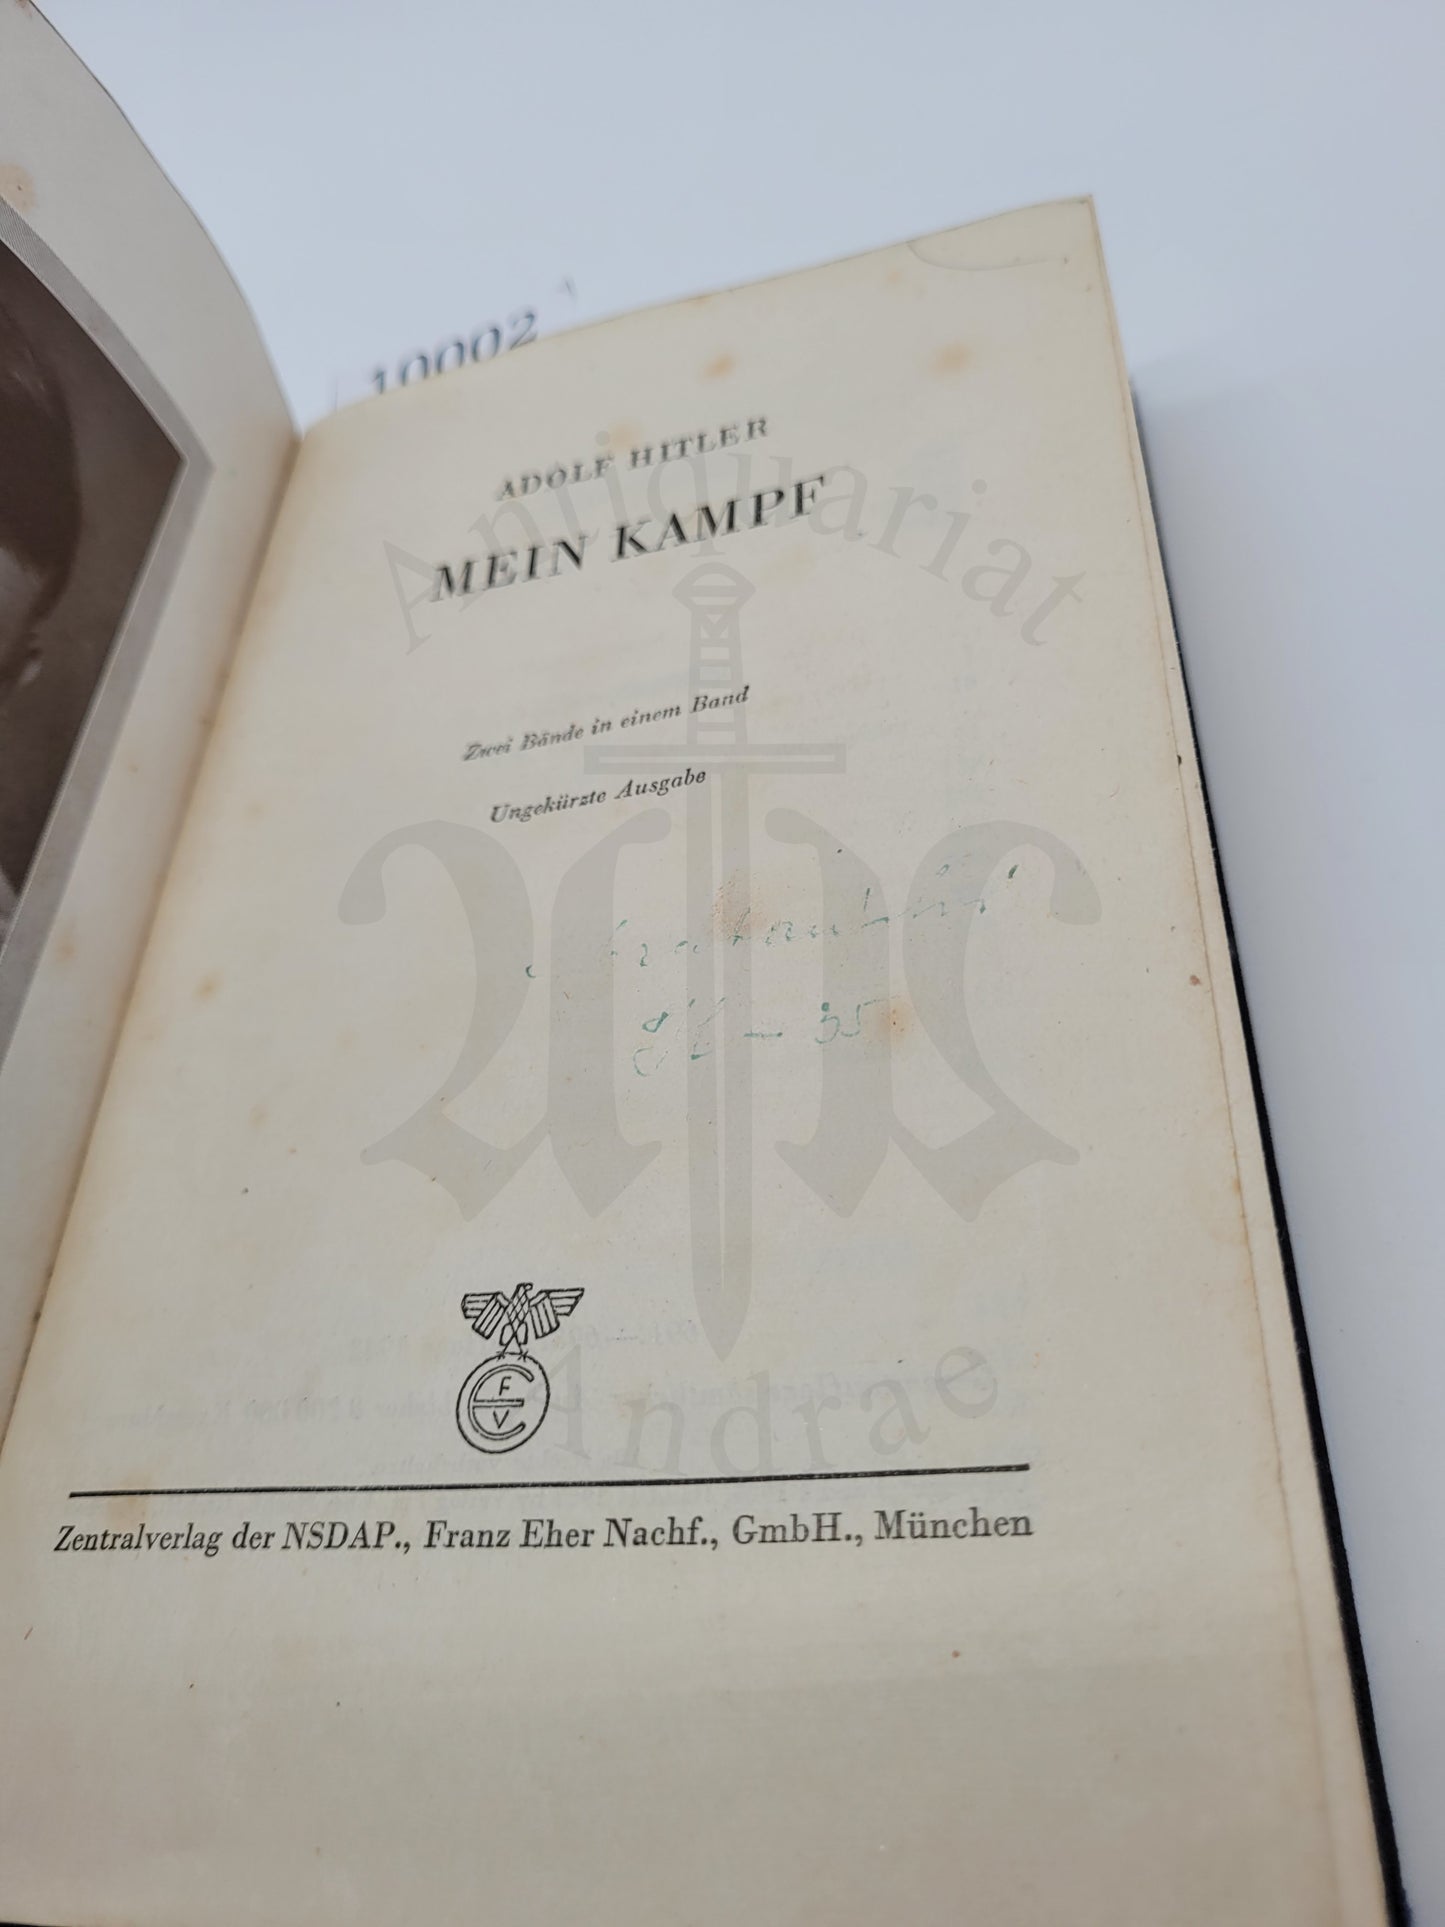 10002
ADOLF HITLER
MEIN KAMPF
Antiquariat
Zwei Bände in einem Band
Ungekürzte Ausgabe
35
F
V
Andrae
Zentralverlag der NSDAP., Franz Eher Nachf., GmbH., München